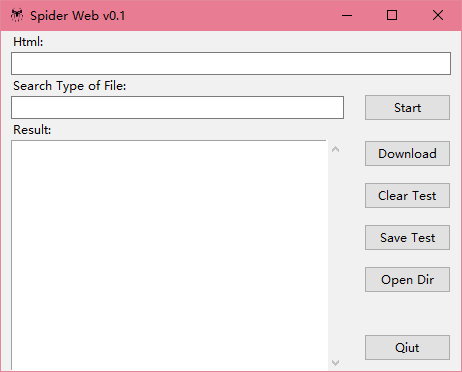 Spider Web v0.1
Html:
Search Type of File:
Start
Result:
Download
Clear Test
Save Test
Open Dir
Qiut